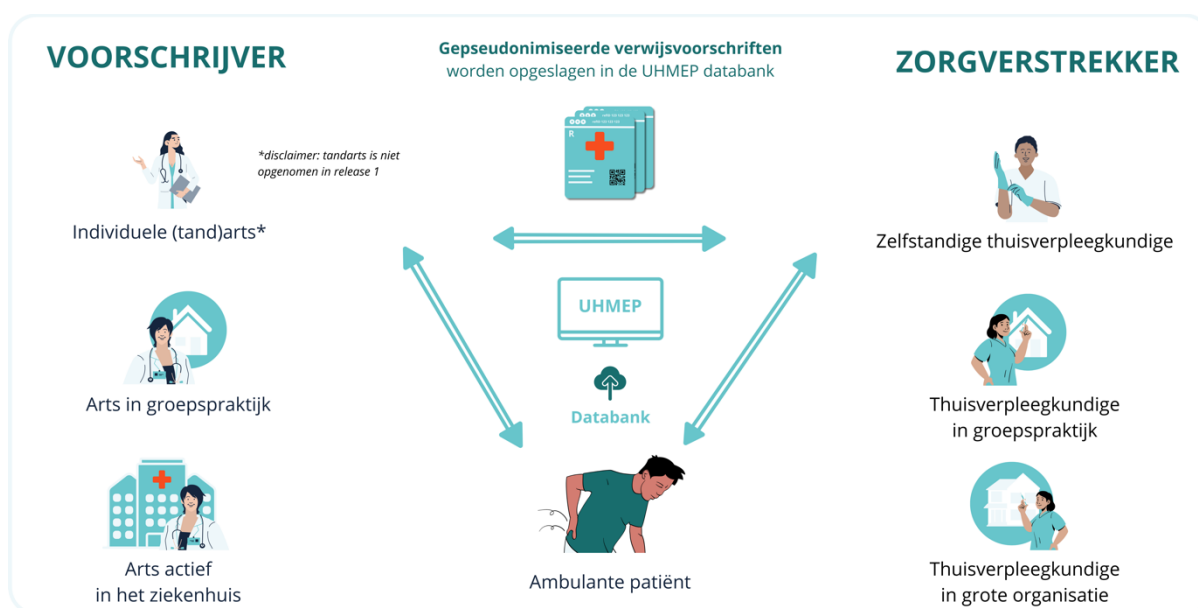 VOORSCHRIJVER
Gepseudonimiseerde verwijsvoorschriften
worden opgeslagen in de UHMEP databank
ZORGVERSTREKKER
*disclaimer: tandarts is niet
opgenomen in release 1
R
Individuele (tand)arts*
Zelfstandige thuisverpleegkundige
UHMEP
Databank
Arts in groepspraktijk
Thuisverpleegkundige
in groepspraktijk
Arts actief
in het ziekenhuis
Ambulante patiënt
Thuisverpleegkundige
in grote organisatie